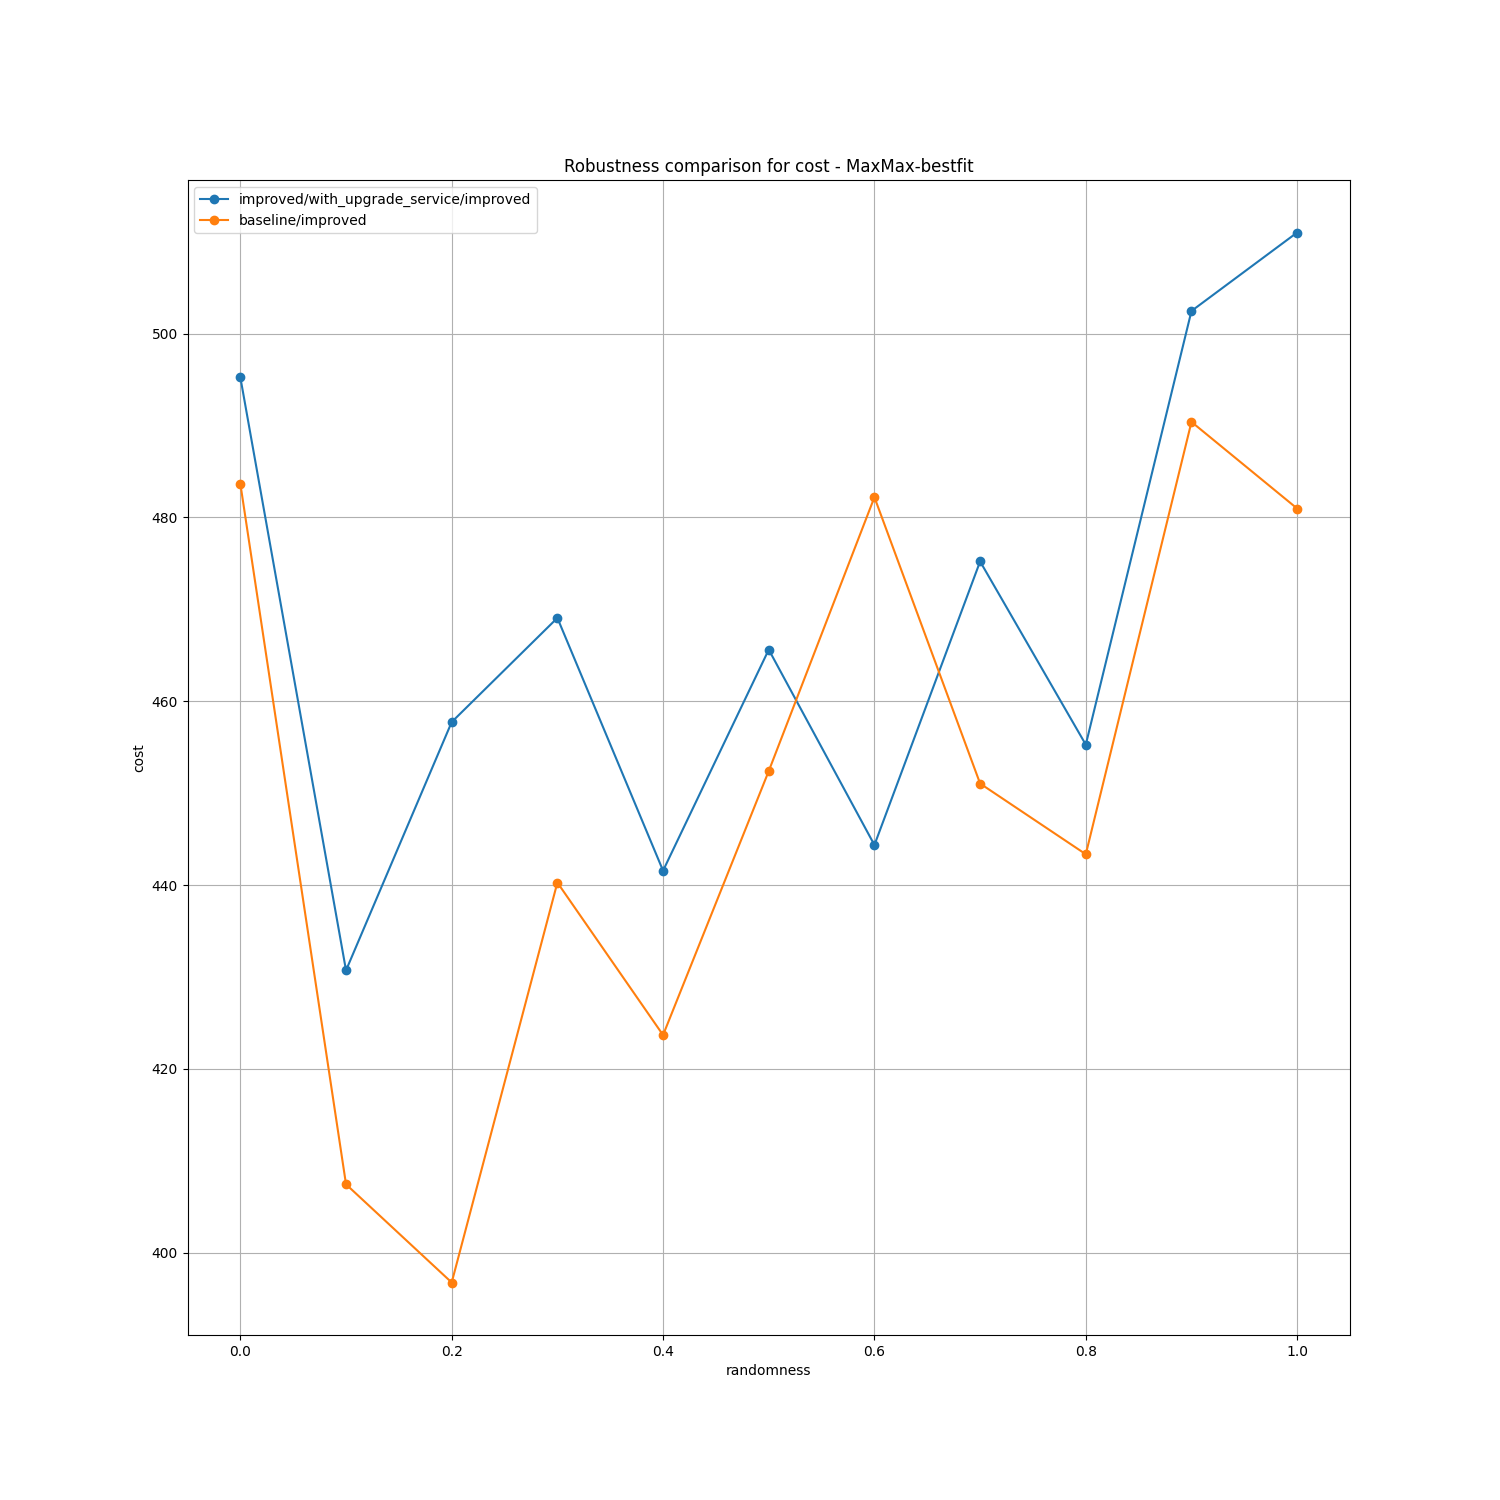 Robustness comparison for cost - MaxMax-bestfit
improved/with_upgrade_service/improved
baseline/improved
500
480
460
440
420
400
cost
0.0 0.2 0.4 0.6 0.8 1.0
randomness